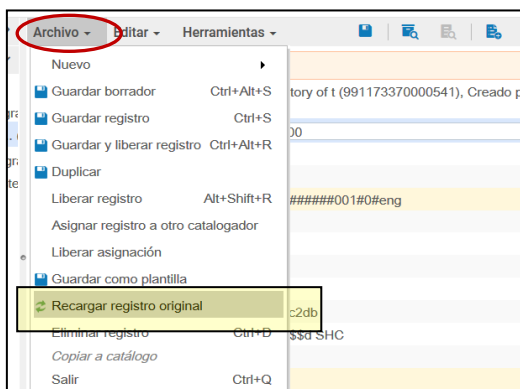 Archivo Editar Herramientas
Nuevo
Guardar borrador Ctrl+Alt+S
tory of t (991173370000541), Creado p
Guardar registro Ctrl+S
Guardar y liberar registro Ctrl+Alt+R
00
Duplicar
Liberar registro Alt+Shift+R
######001#0#eng
Asignar registro a otro catalogador
Liberar asignación
Guardar como plantilla
Recargar registro original
c2db
Eliminar registro Ctrl+D
$$d SHC
Copiar a catálogo
Salir Ctrl+Q